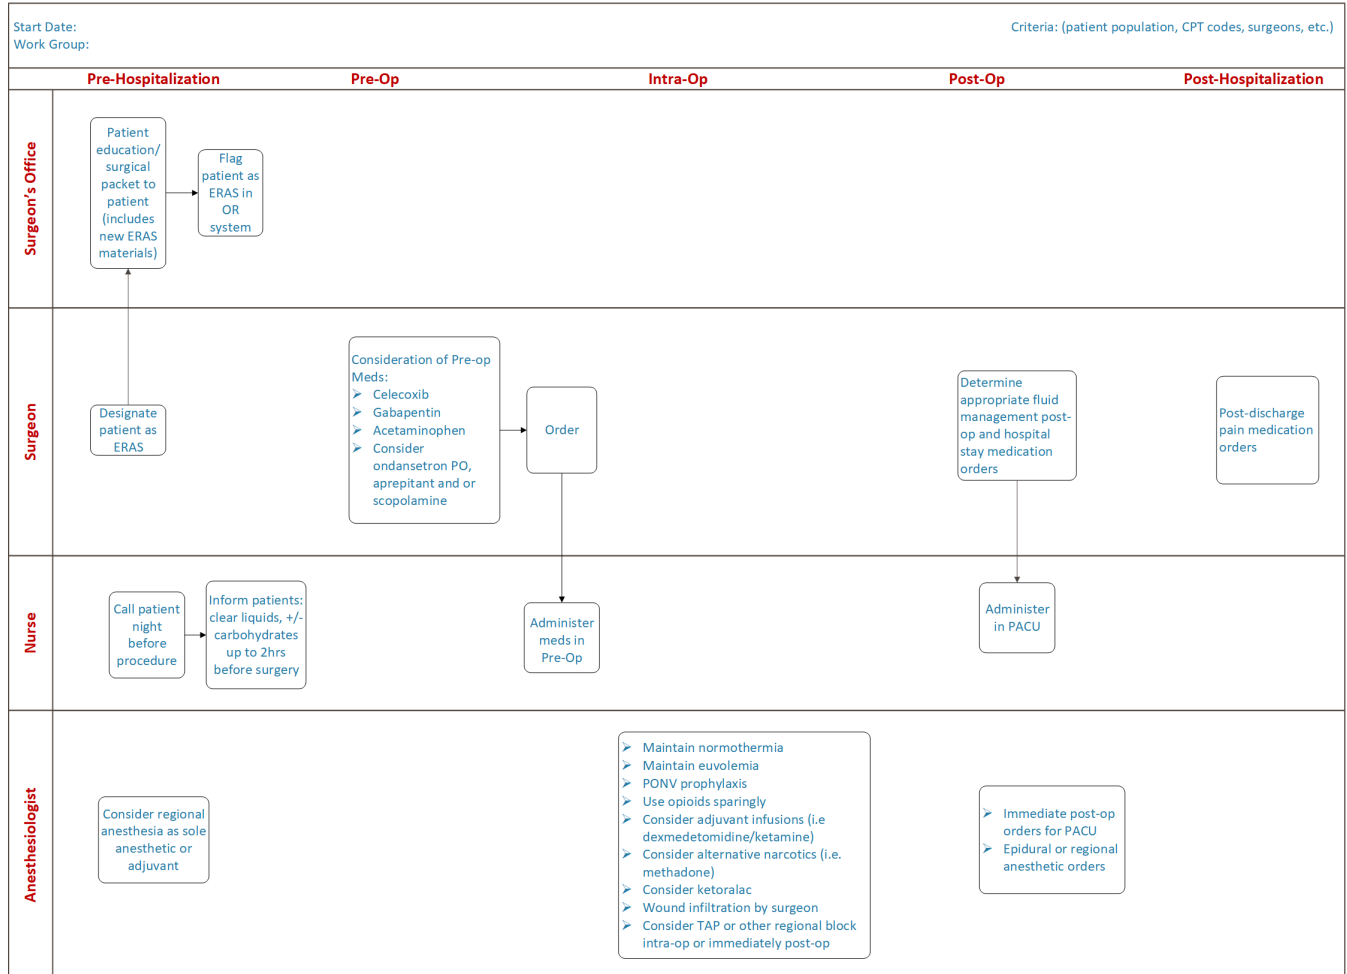 Start Date:
Work Group:
Criteria: (patient population, CPT codes, surgeons, etc.)
Pre-Hospitalization
Pre-Op
Intra-Op
Post-Op
Post-Hospitalization
Surgeon's Office
Patient
education/
surgical
packet to
patient
(includes
new ERAS
materials)
Flag
patient as
ERAS in
OR
system
Surgeon
Designate
patient as
ERAS
Consideration of Pre-op
Meds:
Celecoxib
Gabapentin
Acetaminophen
Consider
ondansetron PO,
aprepitant and or
scopolamine
Order
Determine
appropriate fluid
management post-
op and hospital
stay medication
orders
Post-discharge
pain medication
orders
Nurse
Call patient
night
before
procedure
Inform patients:
clear liquids, +/-
carbohydrates
up to 2hrs
before surgery
Administer
meds in
Pre-Op
Administer
in PACU
Anesthesiologist
Consider regional
anesthesia as sole
anesthetic or
adjuvant
Maintain normothermia
Maintain euvolemia
PONV prophylaxis
Use opioids sparingly
Consider adjuvant infusions (i.e
dexmedetomidine/ketamine)
Consider alternative narcotics (i.e.
methadone)
Consider ketoralac
Wound infiltration by surgeon
Consider TAP or other regional block
intra-op or immediately post-op
Immediate post-op
orders for PACU
Epidural or regional
anesthetic orders